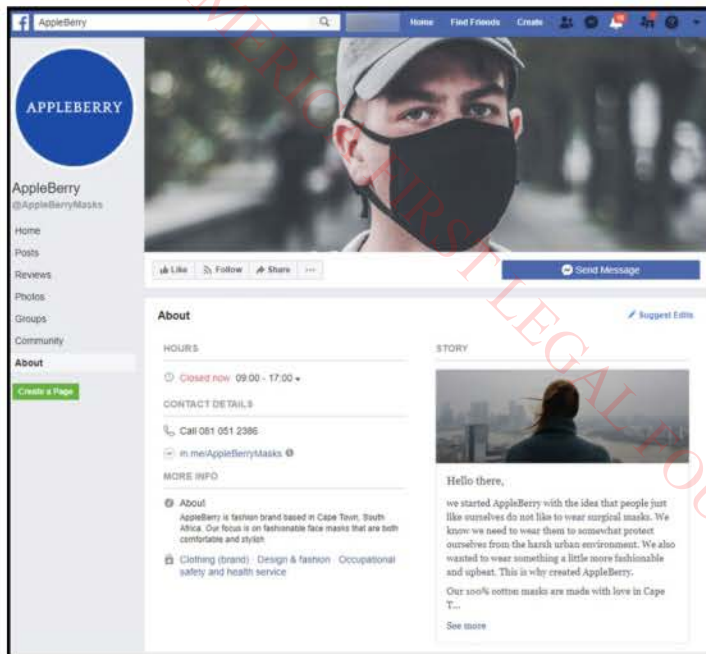 AppleBerry
Home Find Friends Create
APPLEBERRY
AppleBerry
@AppleBerryMasks
Home
Posts
Reviews
Photos
Groups
Community
About
Create a Page
Like Follow Share ...
Send Message
About
Suggest Edits
HOURS
Closed now 09:00 - 17:00
CONTACT DETAILS
Call 081 051 2386
m.me/AppleBerryMasks
MORE INFO
About
AppleBerry is fashion brand based in Cape Town, South
Africa. Our focus is on fashionable face masks that are both
comfortable and stylish
Clothing (brand) · Design & fashion · Occupational
safety and health service
STORY
Hello there,
we started AppleBerry with the idea that people just
like ourselves do not like to wear surgical masks. We
know we need to wear them to somewhat protect
ourselves from the harsh urban environment. We also
wanted to wear something a little more fashionable
and upbeat. This is why created AppleBerry.
Our 100% cotton masks are made with love in Cape
T...
See more
AMERICA FIRST LEGAL